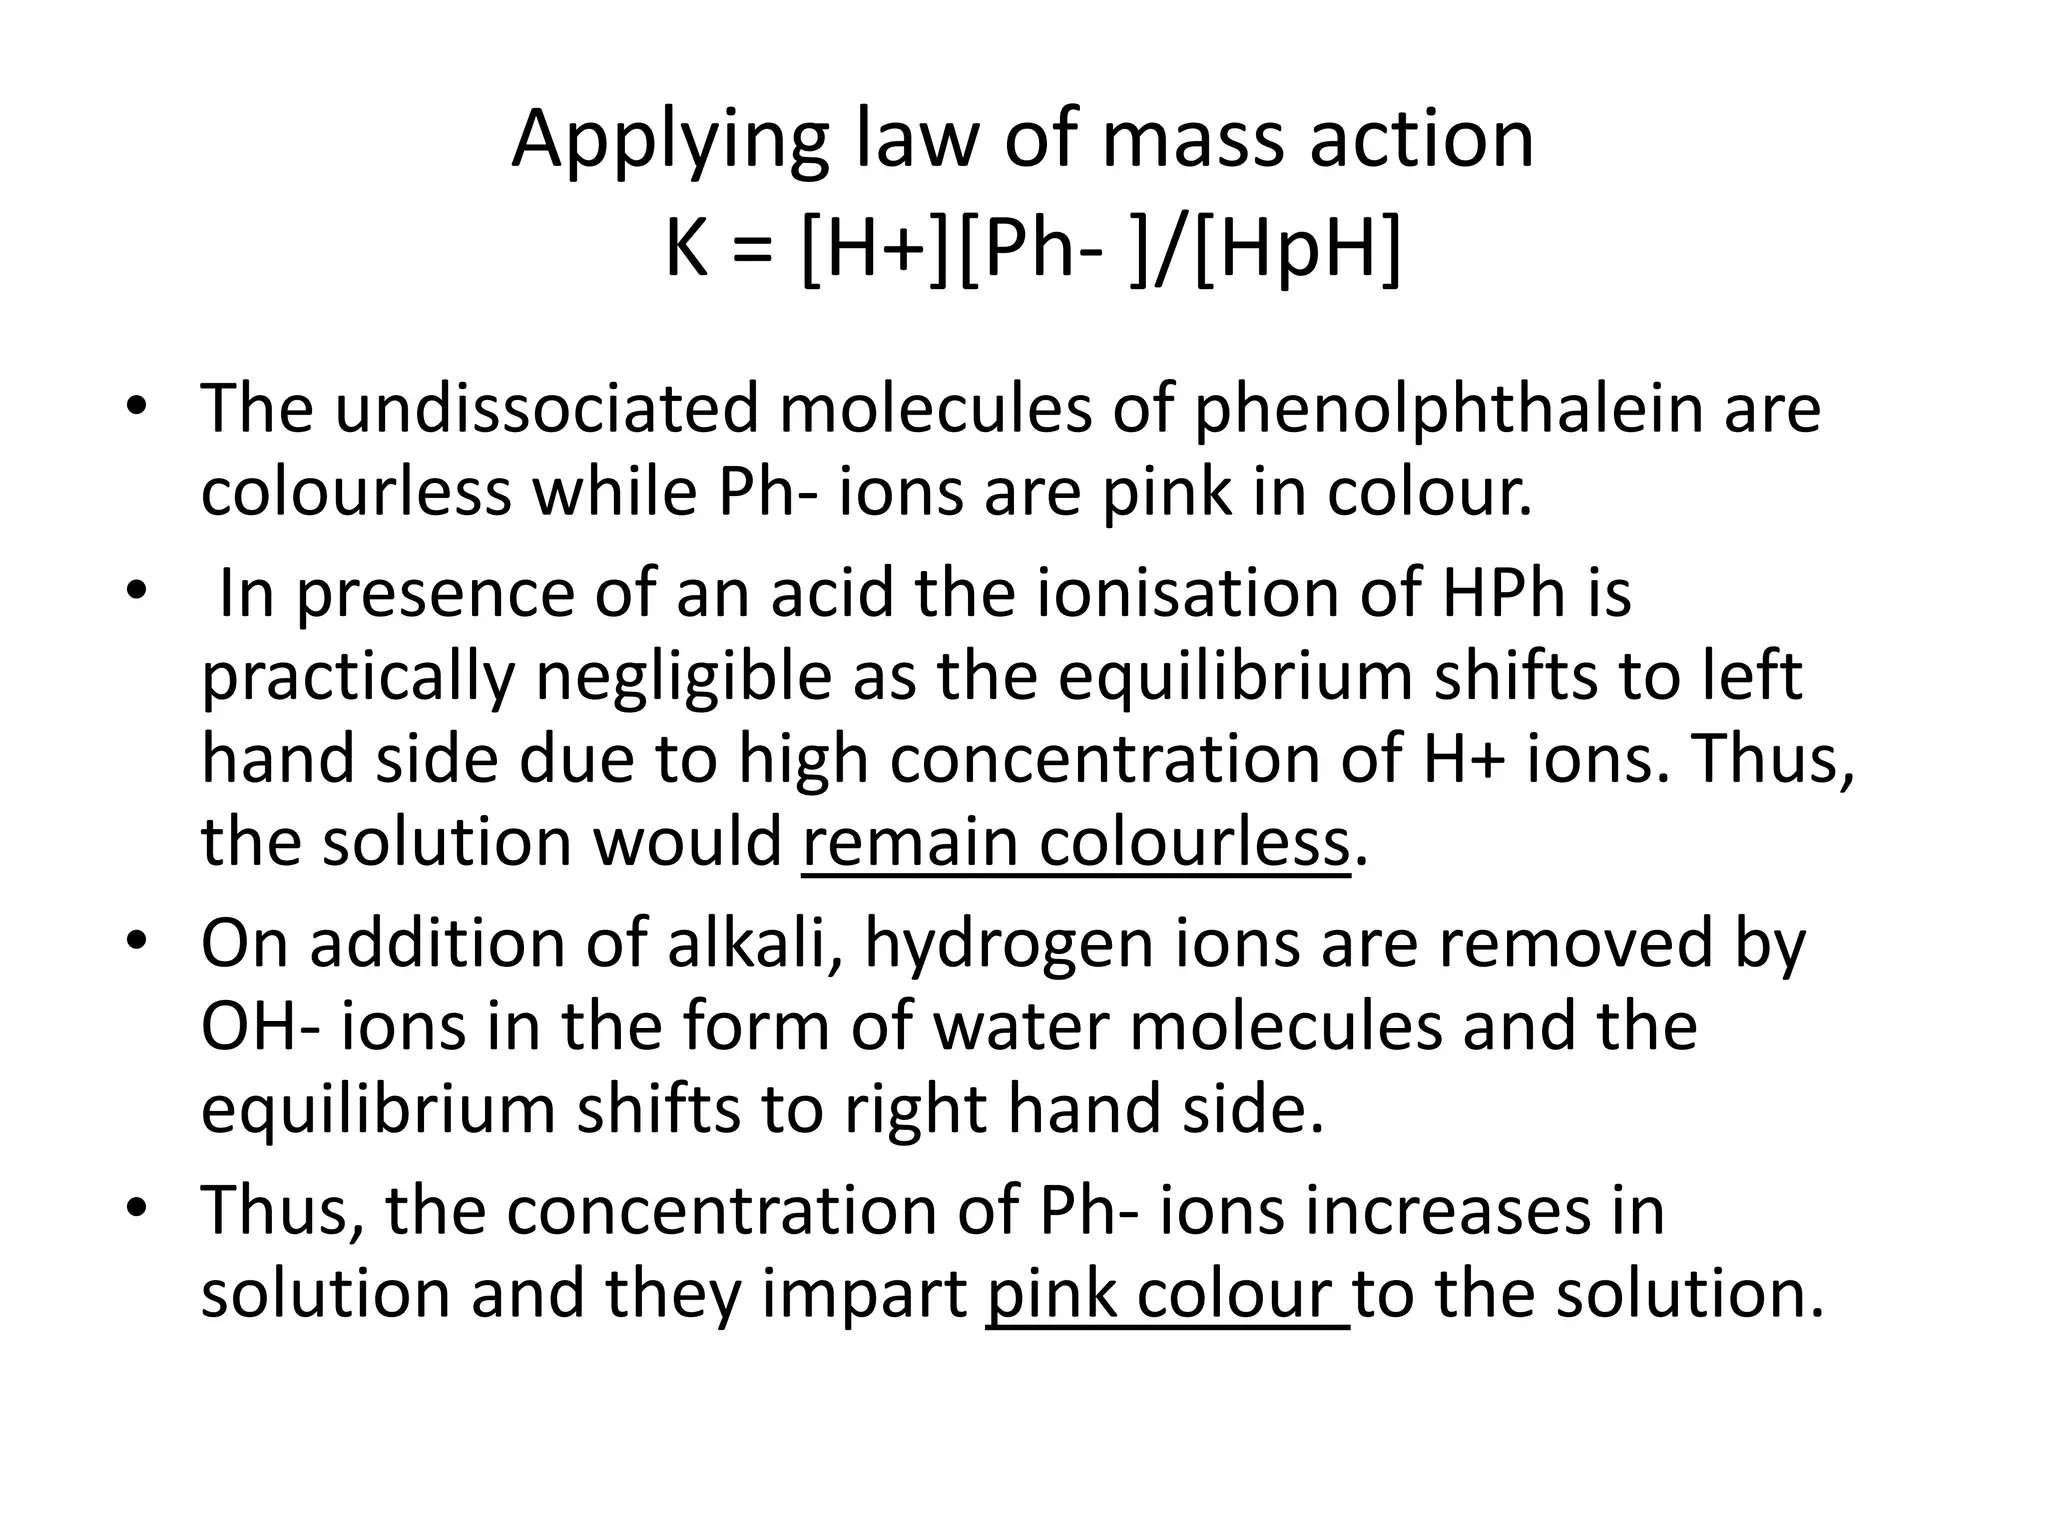 Applying law of mass action
K = [H+][Ph- ]/[HpH]
• The undissociated molecules of phenolphthalein are
colourless while Ph- ions are pink in colour.
• In presence of an acid the ionisation of HPh is
practically negligible as the equilibrium shifts to left
hand side due to high concentration of H+ ions. Thus,
the solution would remain colourless.
• On addition of alkali, hydrogen ions are removed by
OH- ions in the form of water molecules and the
equilibrium shifts to right hand side.
• Thus, the concentration of Ph- ions increases in
solution and they impart pink colour to the solution.